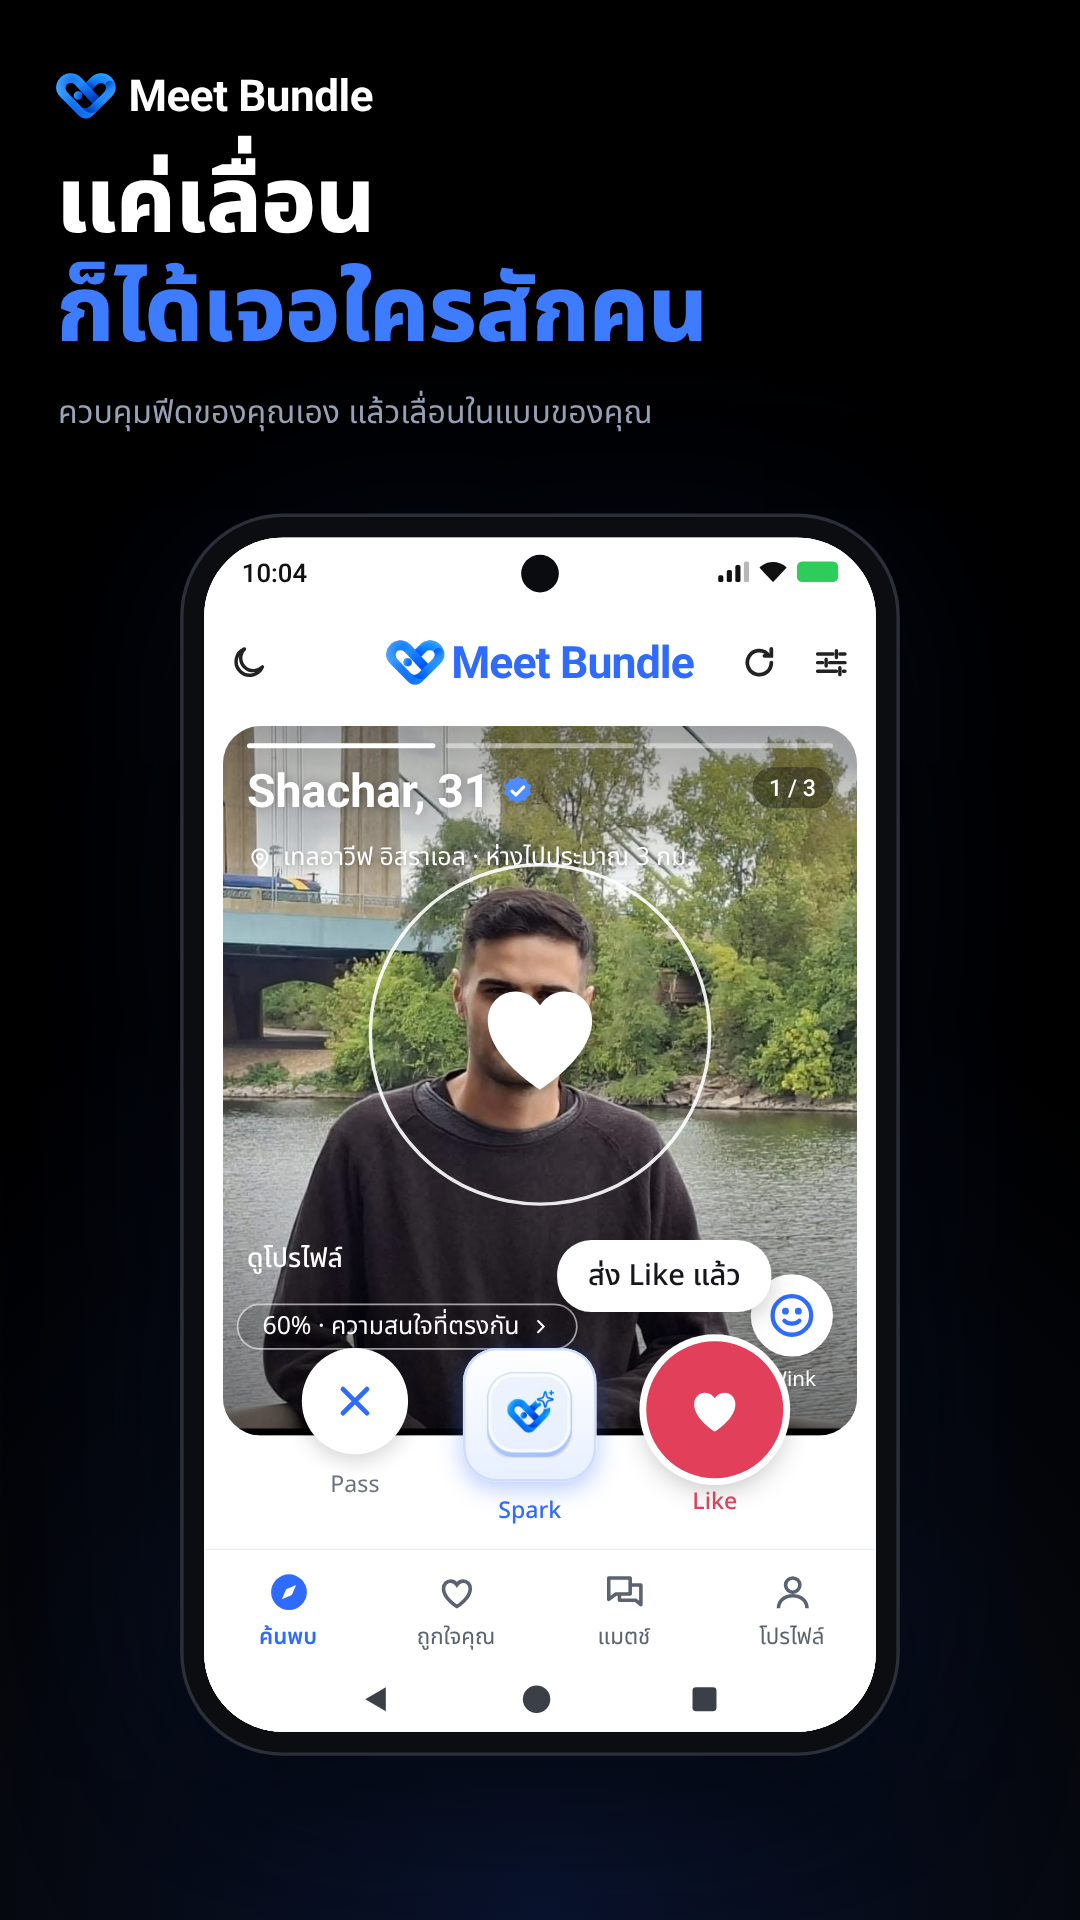 Meet Bundle
แค่เลื่อน
ก็ได้เจอใครสักคน
ควบคุมฟีดของคุณเอง แล้วเลื่อนในแบบของคุณ
10:04
Meet Bundle
Shachar, 31
1 / 3
เทลอาวีฟ อิสราเอล · ห่างไปประมาณ 3 กม.
ดูโปรไฟล์
ส่ง Like แล้ว
60% · ความสนใจที่ตรงกัน
Pass
Spark
Like
ค้นพบ
ถูกใจคุณ
แมตช์
โปรไฟล์